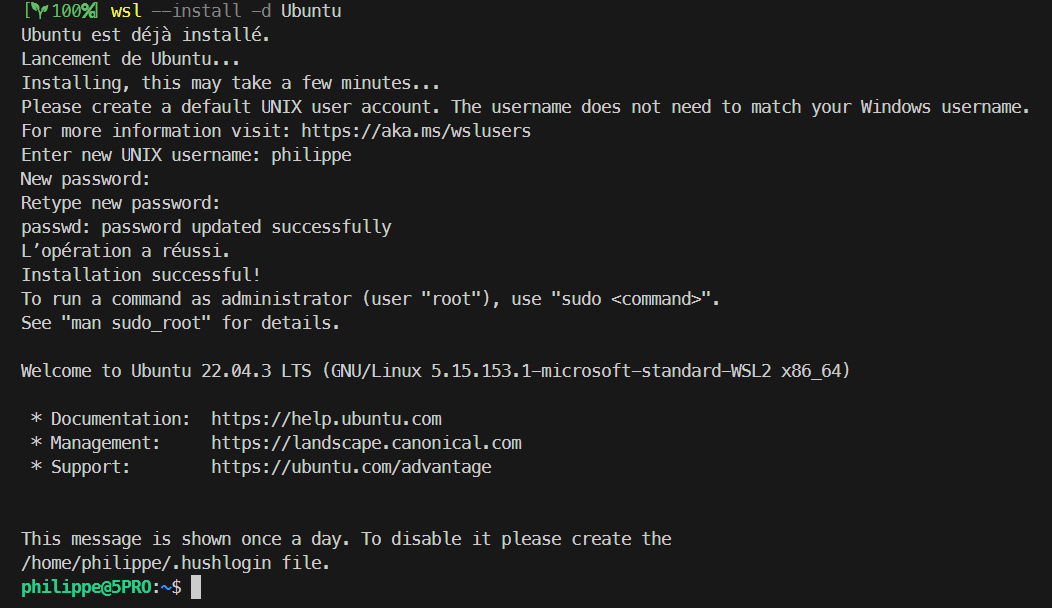 [🌱100%] wsl --install -d Ubuntu
Ubuntu est déjà installé.
Lancement de Ubuntu...
Installing, this may take a few minutes...
Please create a default UNIX user account. The username does not need to match your Windows username.
For more information visit: https://aka.ms/wslusers
Enter new UNIX username: philippe
New password:
Retype new password:
passwd: password updated successfully
L’opération a réussi.
Installation successful!
To run a command as administrator (user "root"), use "sudo <command>".
See "man sudo_root" for details.

Welcome to Ubuntu 22.04.3 LTS (GNU/Linux 5.15.153.1-microsoft-standard-WSL2 x86_64)

 * Documentation:  https://help.ubuntu.com
 * Management:     https://landscape.canonical.com
 * Support:        https://ubuntu.com/advantage


This message is shown once a day. To disable it please create the
/home/philippe/.hushlogin file.
philippe@5PRO:~$